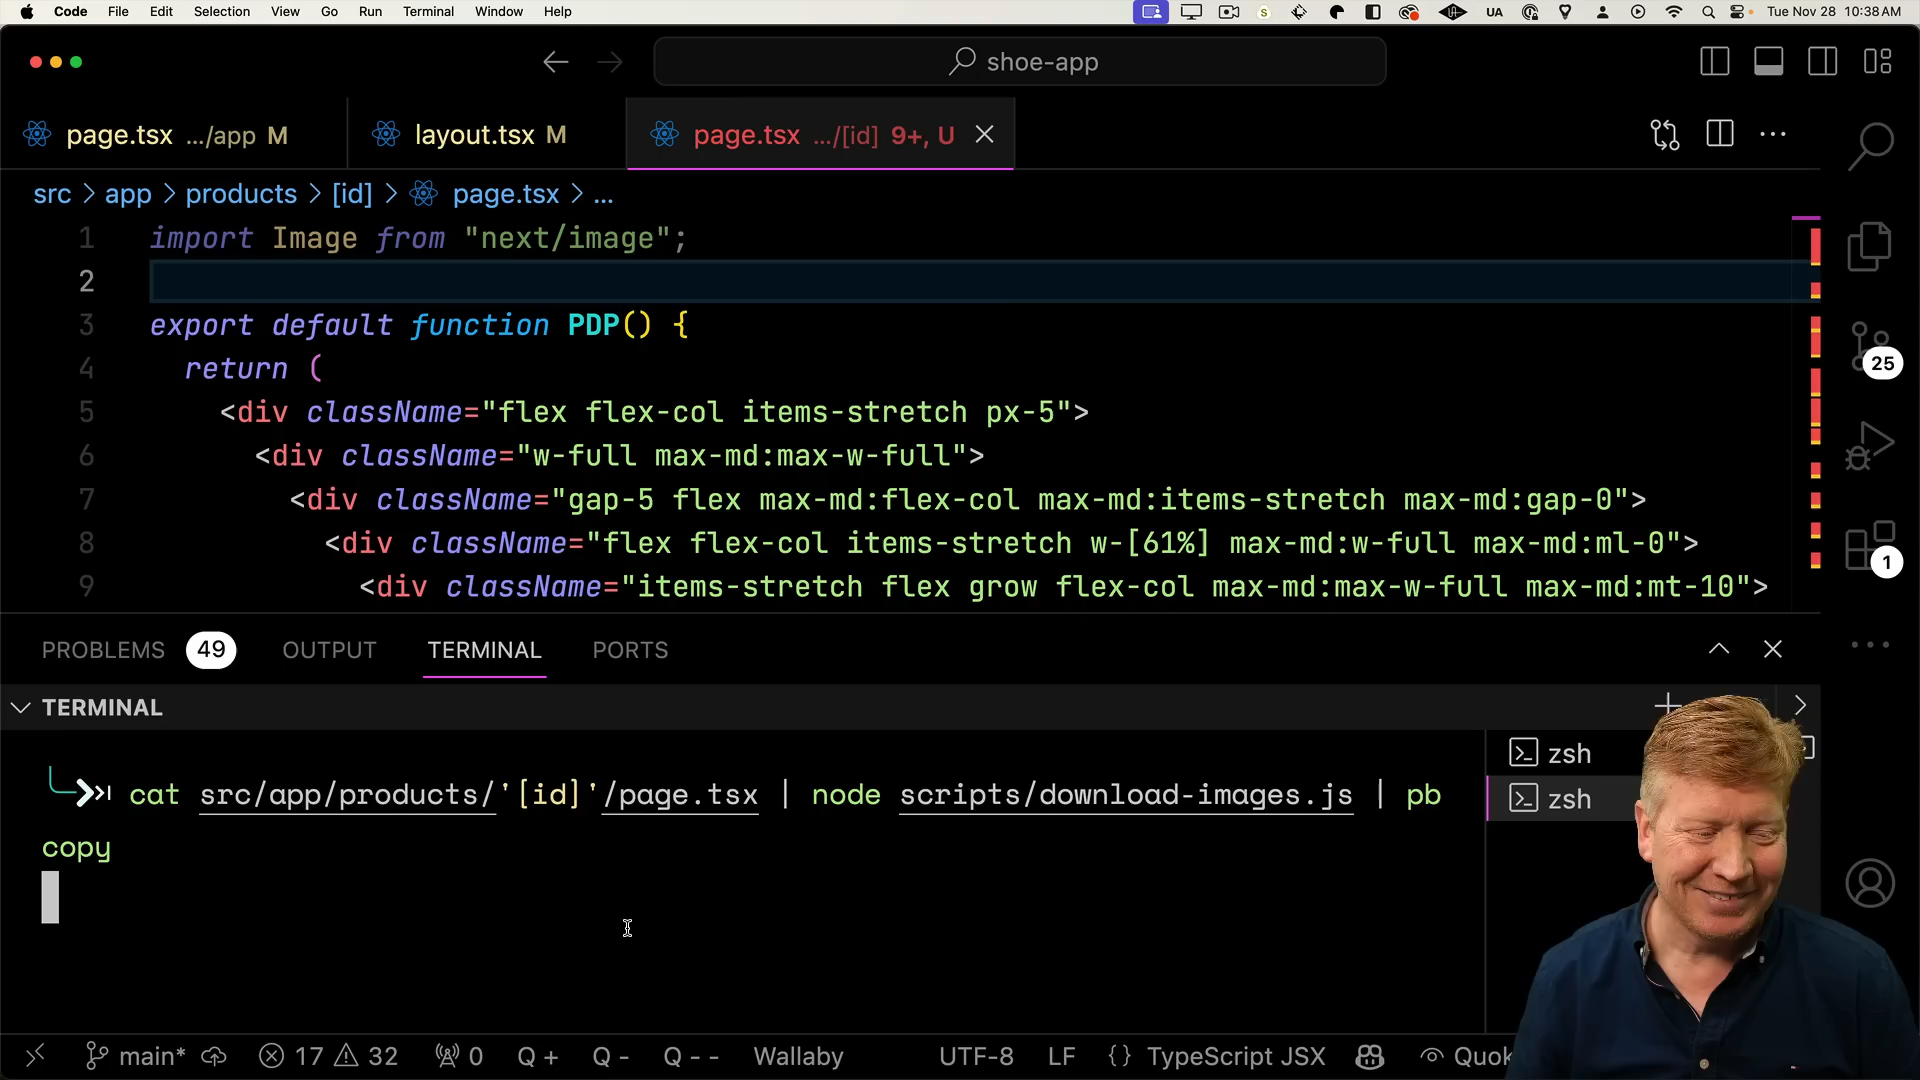 Code File Edit Selection View Go Run Terminal Window Help
UA
Tue Nov 28 10:38 AM
shoe-app
page.tsx .../app M
layout.tsx M
page.tsx .../[id] 9+, U
src > app > products > [id] > page.tsx > ...
1 import Image from "next/image";
2
3 export default function PDP() {
4 return (
5 <div className="flex flex-col items-stretch px-5">
6 <div className="w-full max-md:max-w-full">
7 <div className="gap-5 flex max-md:flex-col max-md:items-stretch max-md:gap-0">
8 <div className="flex flex-col items-stretch w-[61%] max-md:w-full max-md:ml-0">
9 <div className="items-stretch flex grow flex-col max-md:max-w-full max-md:mt-10">
25
1
PROBLEMS 49 OUTPUT TERMINAL PORTS
TERMINAL
cat src/app/products/'[id]'/page.tsx | node scripts/download-images.js | pb
copy
zsh
zsh
main* 17 32 0 Q + Q - Q - - Wallaby UTF-8 LF {} TypeScript JSX Quok